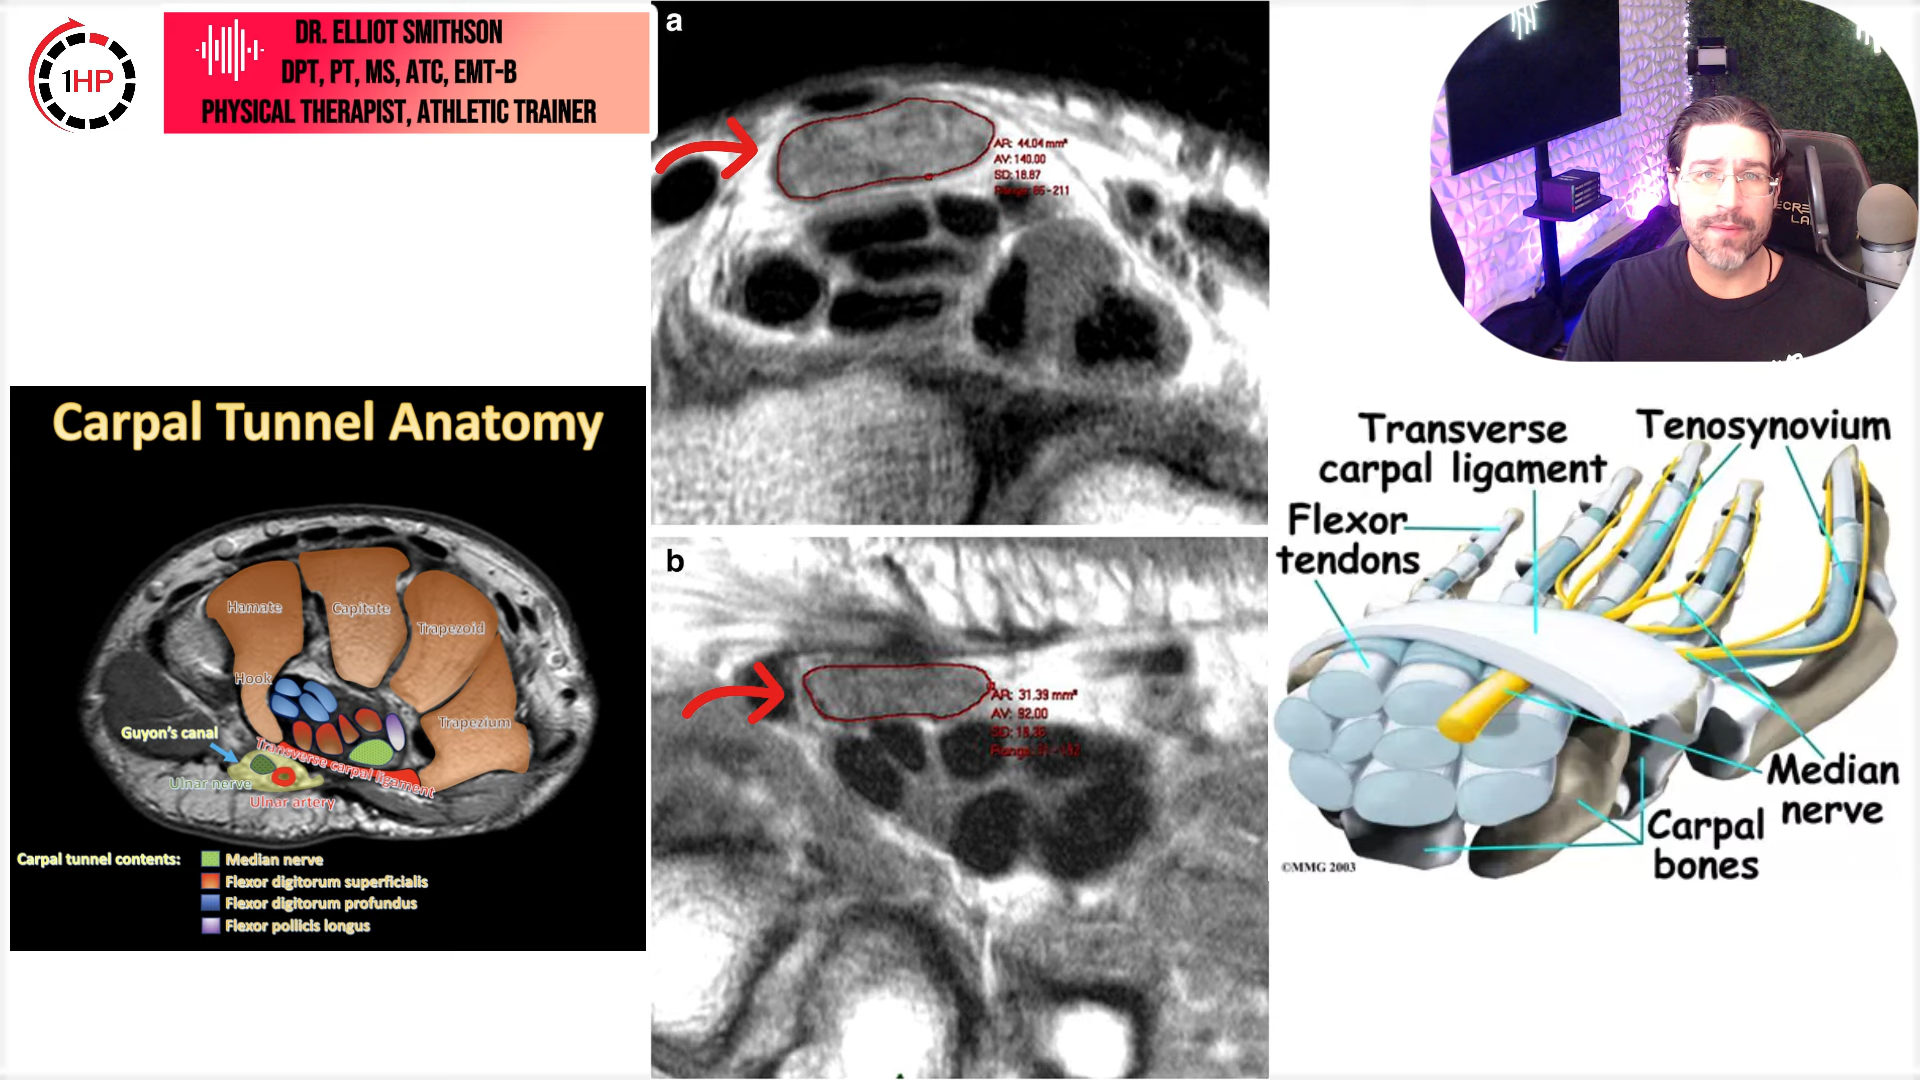 1HP
DR. ELLIOT SMITHSON
DPT, PT, MS, ATC, EMT-B
PHYSICAL THERAPIST, ATHLETIC TRAINER
a
AR: 44.04 mm²
AV: 140.00
SD: 18.87
Range: 85-211
b
AR: 31.39 mm²
AV: 92.00
Carpal Tunnel Anatomy
Hamate
Capitate
Trapezoid
Hook
Trapezium
Guyon's canal
Transverse carpal ligament
Ulnar nerve
Ulnar artery
Carpal tunnel contents:
Median nerve
Flexor digitorum superficialis
Flexor digitorum profundus
Flexor pollicis longus
Transverse
carpal ligament
Tenosynovium
Flexor
tendons
Median
nerve
Carpal
bones
©MMG 2003